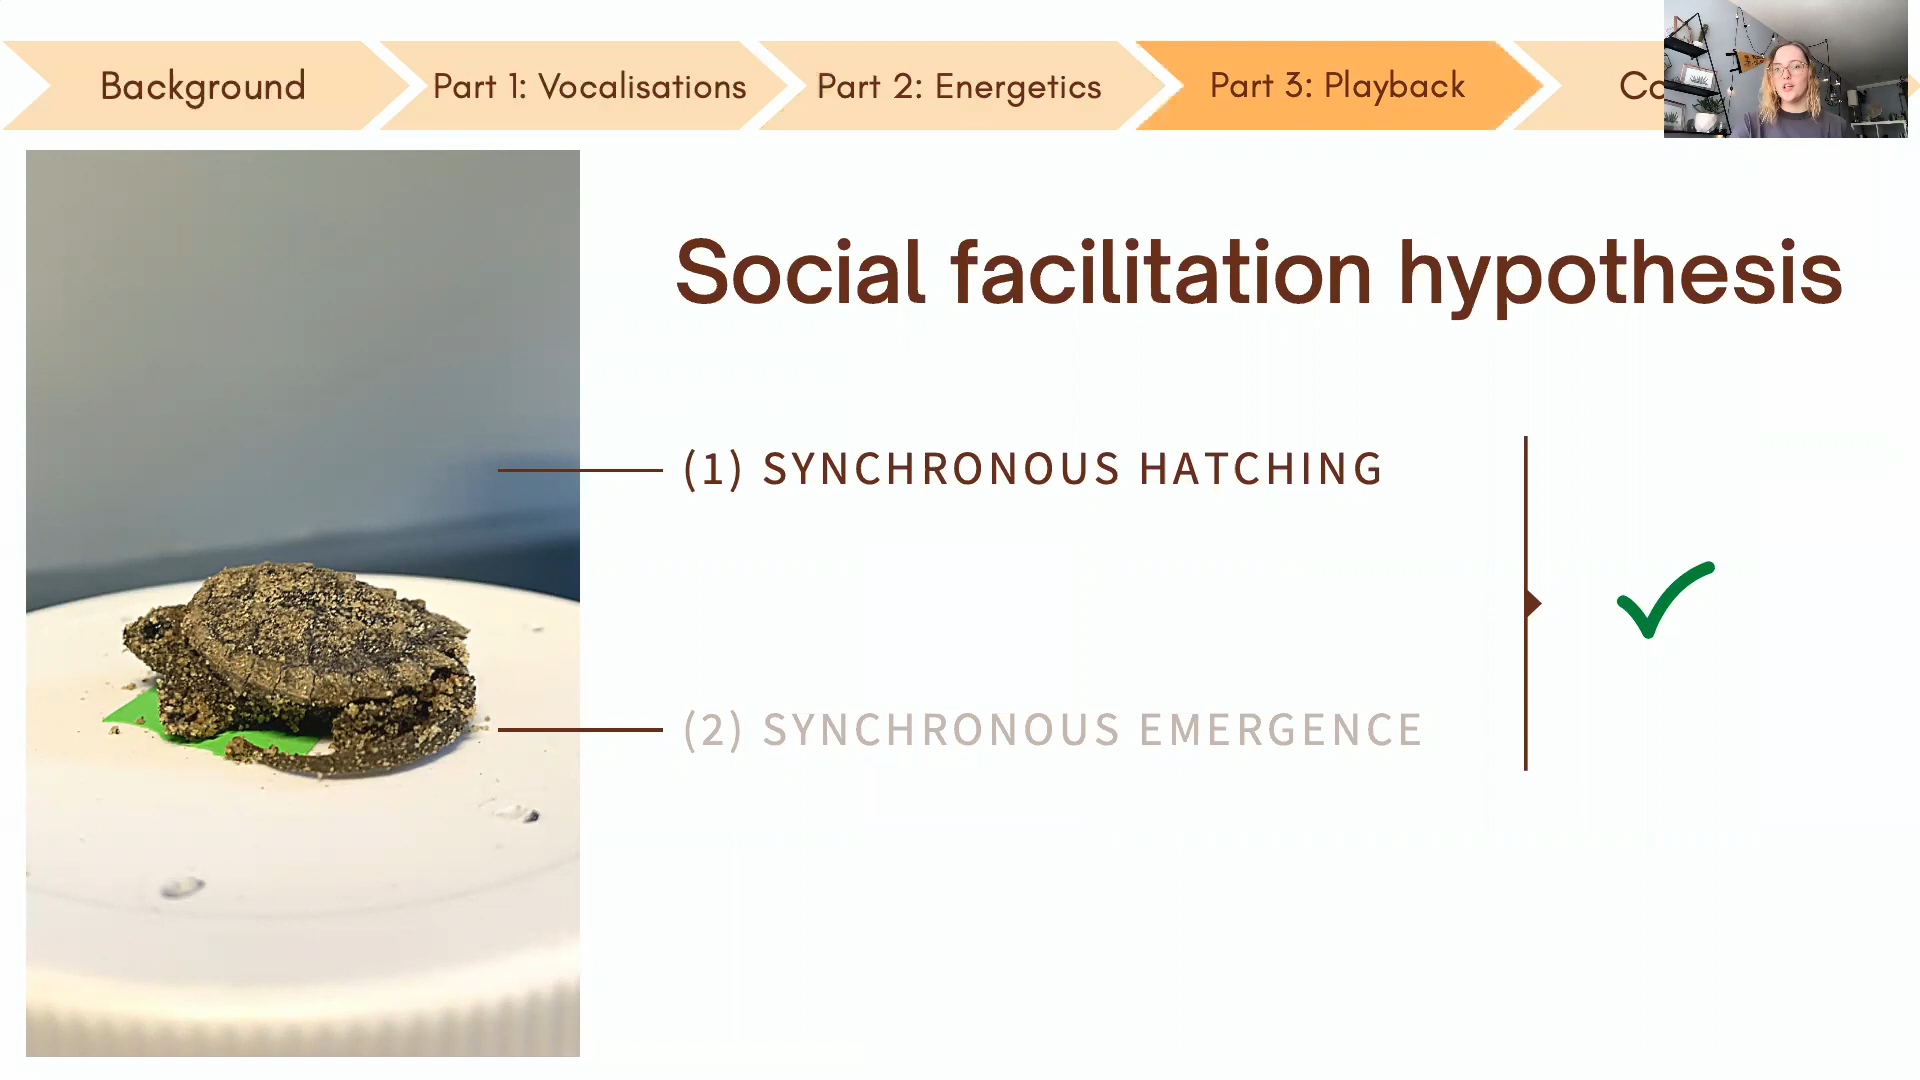 Background
Part 1: Vocalisations
Part 2: Energetics
Part 3: Playback
Social facilitation hypothesis
(1) SYNCHRONOUS HATCHING
(2) SYNCHRONOUS EMERGENCE